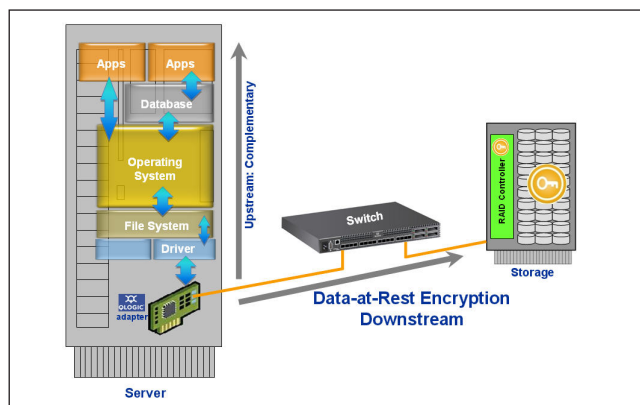 Apps Apps
Database
Operating
System
File System
Driver
QLOGIC
adapter
Server
Upstream: Complementary
Switch
Data-at-Rest Encryption
Downstream
RAID Controller
Storage